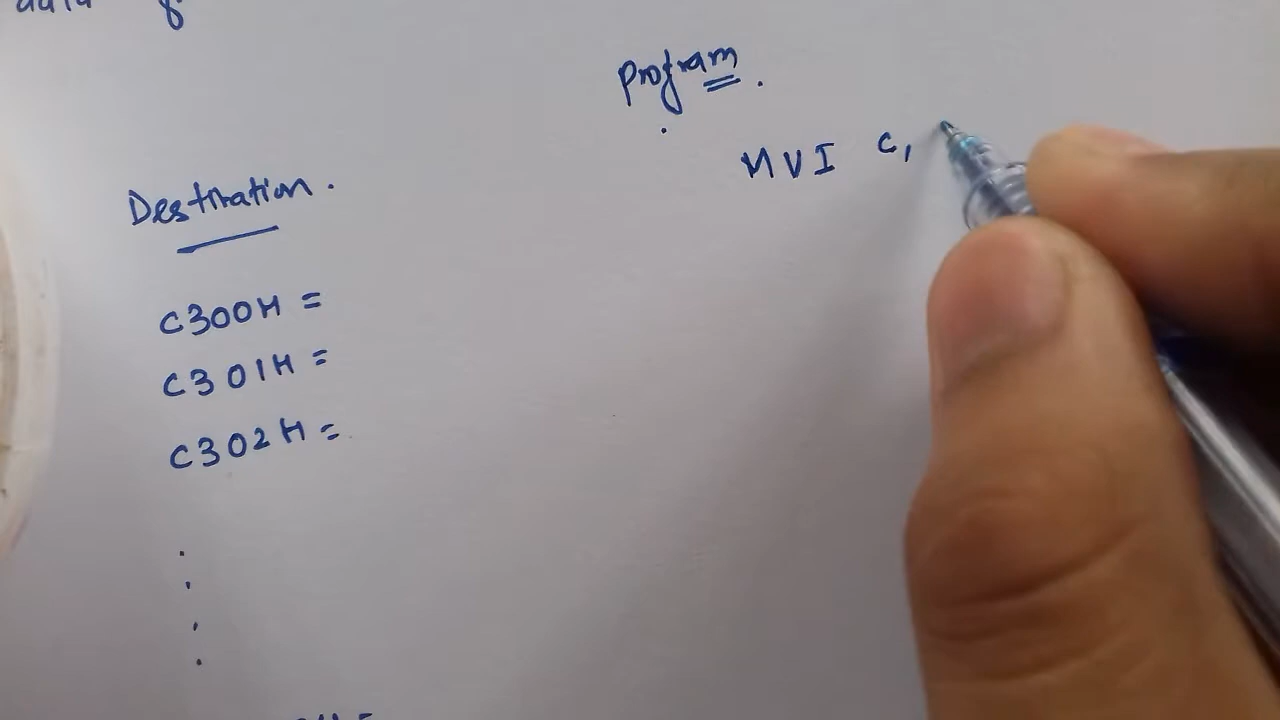 Program.
MVI C,
Destination.
C300H =
C301H =
C302H =